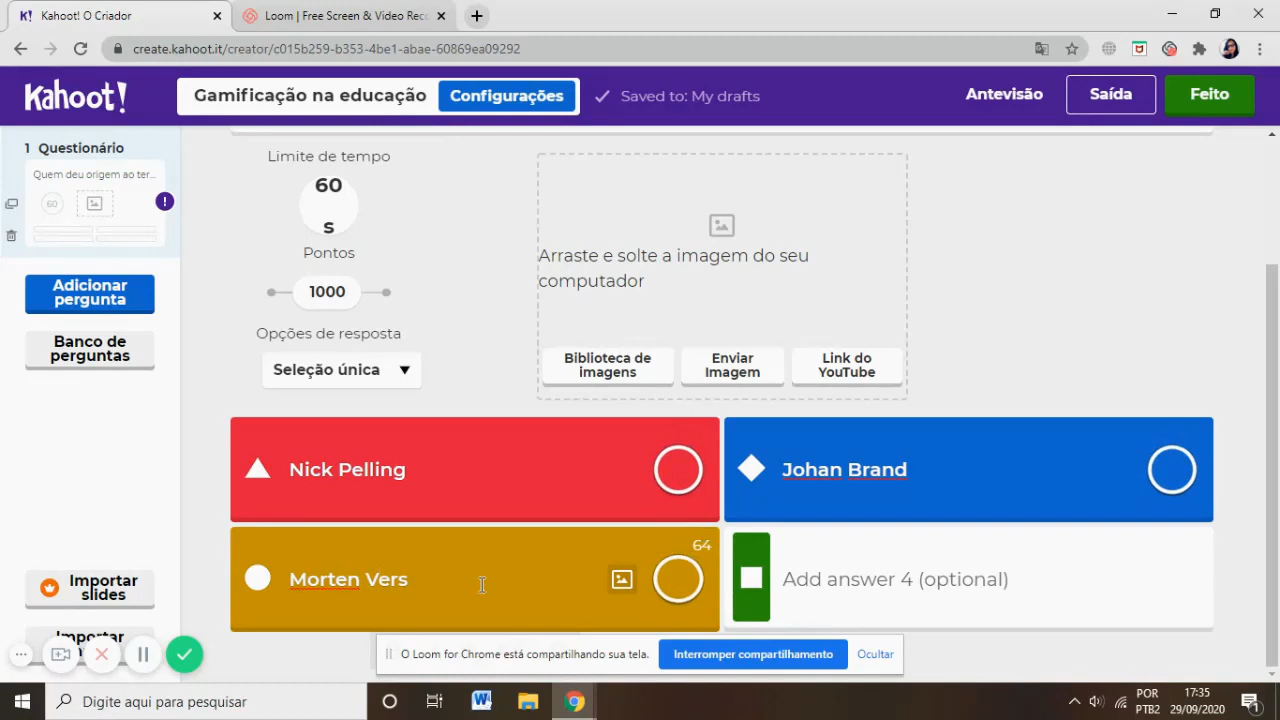 K! Kahoot! O Criador
Loom | Free Screen & Video Rec
create.kahoot.it/creator/c015b259-b353-4be1-abae-60869ea09292
Kahoot!
Gamificação na educação
Configurações
Saved to: My drafts
Antevisão
Saída
Feito
1 Questionário
Quem deu origem ao ter...
60
!
Adicionar
pergunta
Banco de
perguntas
Importar
slides
Importar
Limite de tempo
60
s
Pontos
1000
Opções de resposta
Seleção única
Arraste e solte a imagem do seu
computador
Biblioteca de
imagens
Enviar
Imagem
Link do
YouTube
Nick Pelling
Johan Brand
64
Morten Vers
Add answer 4 (optional)
O Loom for Chrome está compartilhando sua tela.
Interromper compartilhamento
Ocultar
Digite aqui para pesquisar
POR
PTB2
17:35
29/09/2020
1